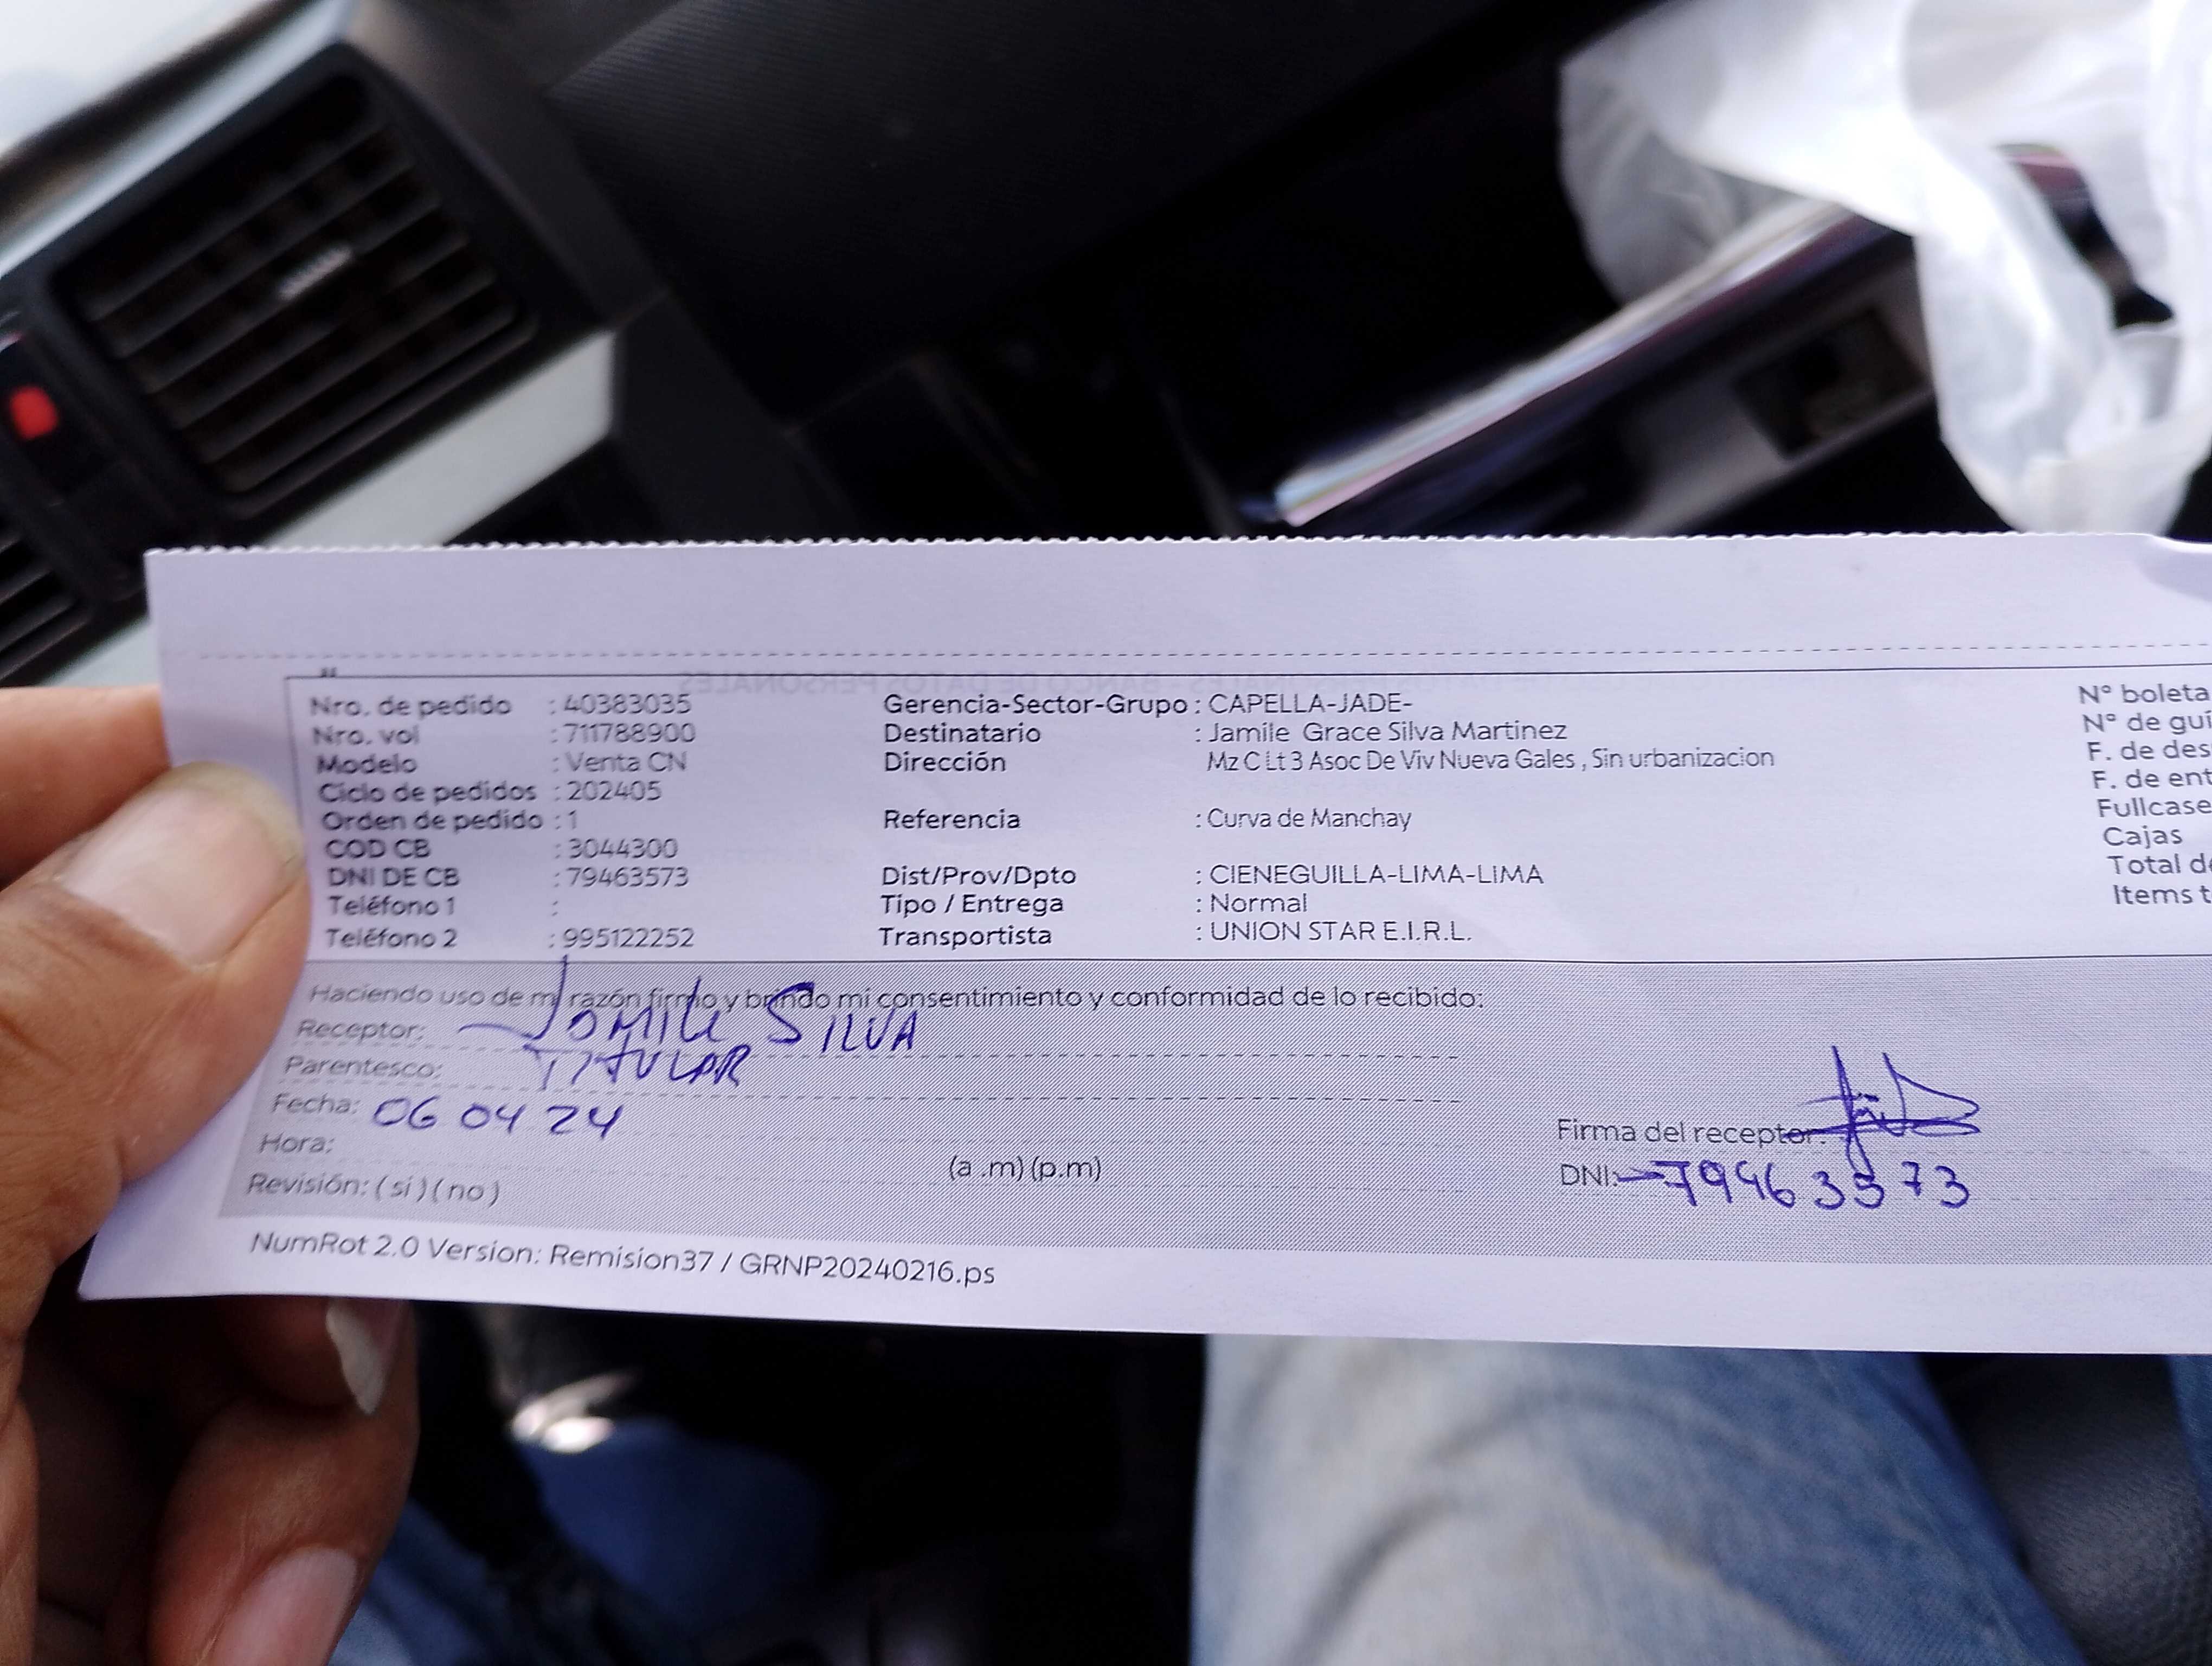 Nro. de pedido : 40383035 Gerencia-Sector-Grupo : CAPELLA-JADE- N° boleta
Nro. vol : 711788900 Destinatario : Jamile Grace Silva Martinez N° de guí
Modelo : Venta CN Dirección Mz C Lt 3 Asoc De Viv Nueva Gales , Sin urbanizacion F. de des
Ciclo de pedidos : 202405 F. de ent
Orden de pedido : 1 Referencia : Curva de Manchay Fullcase
COD CB : 3044300 Cajas
DNI DE CB : 79463573 Dist/Prov/Dpto : CIENEGUILLA-LIMA-LIMA Total de
Teléfono 1 : Tipo / Entrega : Normal Items t
Teléfono 2 : 995122252 Transportista : UNION STAR E.I.R.L.
Haciendo uso de mi razón firmo y brindo mi consentimiento y conformidad de lo recibido:
Receptor: JAMILE SILVA
Parentesco: TITULAR
Fecha: 06 04 24
Firma del receptor:
Hora: (a .m) (p.m)
DNI: 79463573
Revisión: ( si ) ( no )
NumRot 2.0 Version: Remision37 / GRNP20240216.ps